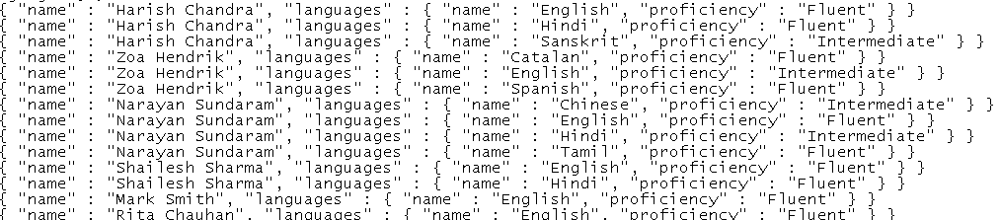 { "name" : "Harish Chandra", "languages" : { "name" : "English", "proficiency" : "Fluent" } }
{ "name" : "Harish Chandra", "languages" : { "name" : "Hindi", "proficiency" : "Fluent" } }
{ "name" : "Harish Chandra", "languages" : { "name" : "Sanskrit", "proficiency" : "Intermediate" } }
{ "name" : "Zoa Hendrik", "languages" : { "name" : "Catalan", "proficiency" : "Fluent" } }
{ "name" : "Zoa Hendrik", "languages" : { "name" : "English", "proficiency" : "Intermediate" } }
{ "name" : "Zoa Hendrik", "languages" : { "name" : "Spanish", "proficiency" : "Fluent" } }
{ "name" : "Narayan Sundaram", "languages" : { "name" : "Chinese", "proficiency" : "Intermediate" } }
{ "name" : "Narayan Sundaram", "languages" : { "name" : "English", "proficiency" : "Fluent" } }
{ "name" : "Narayan Sundaram", "languages" : { "name" : "Hindi", "proficiency" : "Intermediate" } }
{ "name" : "Narayan Sundaram", "languages" : { "name" : "Tamil", "proficiency" : "Fluent" } }
{ "name" : "Shailesh Sharma", "languages" : { "name" : "English", "proficiency" : "Fluent" } }
{ "name" : "Shailesh Sharma", "languages" : { "name" : "Hindi", "proficiency" : "Fluent" } }
{ "name" : "Mark Smith", "languages" : { "name" : "English", "proficiency" : "Fluent" } }
{ "name" : "Rita Chauhan", "languages" : { "name" : "English", "proficiency" : "Fluent" } }